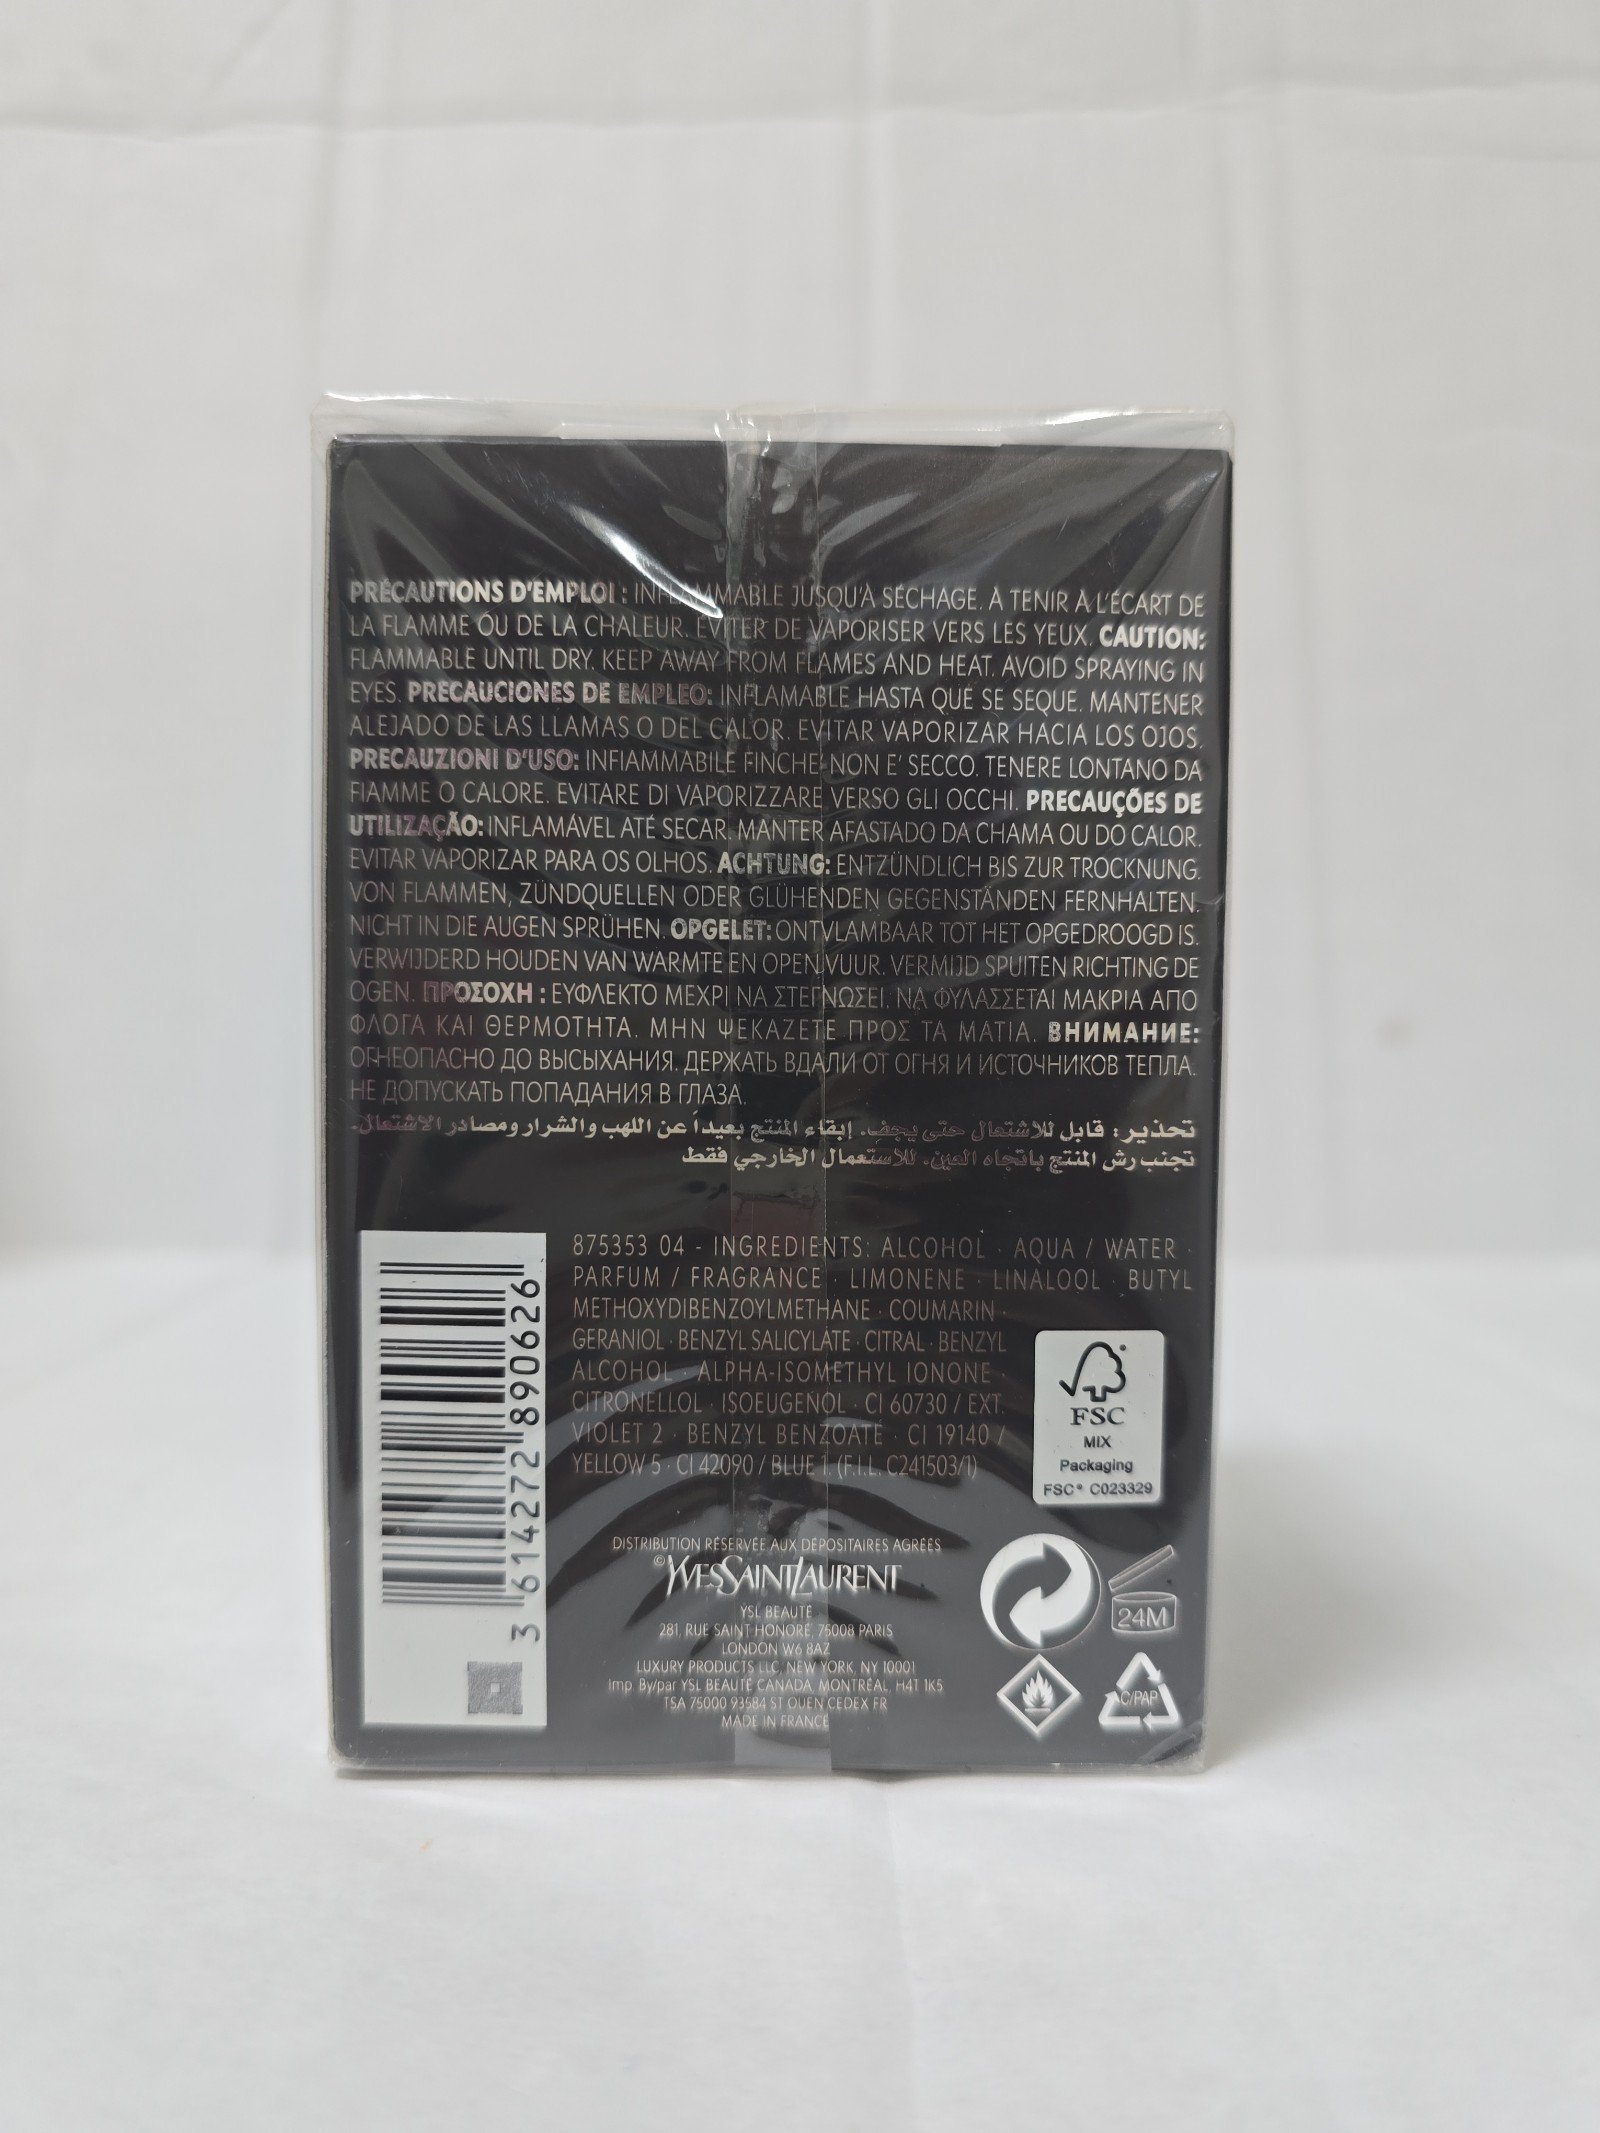 PRÉCAUTIONS D'EMPLOI : INFLAMMABLE JUSQU'À SÉCHAGE. À TENIR À L'ÉCART DE
LA FLAMME OU DE LA CHALEUR. ÉVITER DE VAPORISER VERS LES YEUX. CAUTION:
FLAMMABLE UNTIL DRY. KEEP AWAY FROM FLAMES AND HEAT. AVOID SPRAYING IN
EYES. PRECAUCIONES DE EMPLEO: INFLAMABLE HASTA QUE SE SEQUE. MANTENER
ALEJADO DE LAS LLAMAS O DEL CALOR. EVITAR VAPORIZAR HACIA LOS OJOS.
PRECAUZIONI D'USO: INFIAMMABILE FINCHE' NON E' SECCO. TENERE LONTANO DA
FIAMME O CALORE. EVITARE DI VAPORIZZARE VERSO GLI OCCHI. PRECAUÇÕES DE
UTILIZAÇÃO: INFLAMÁVEL ATÉ SECAR. MANTER AFASTADO DA CHAMA OU DO CALOR.
EVITAR VAPORIZAR PARA OS OLHOS. ACHTUNG: ENTZÜNDLICH BIS ZUR TROCKNUNG.
VON FLAMMEN, ZÜNDQUELLEN ODER GLÜHENDEN GEGENSTÄNDEN FERNHALTEN.
NICHT IN DIE AUGEN SPRÜHEN. OPGELET: ONTVLAMBAAR TOT HET OPGEDROOGD IS.
VERWIJDERD HOUDEN VAN WARMTE EN OPEN VUUR. VERMIJD SPUITEN RICHTING DE
OGEN. ΠΡΟΣΟΧΗ : ΕΥΦΛΕΚΤΟ ΜΕΧΡΙ ΝΑ ΣΤΕΓΝΩΣΕΙ. ΝΑ ΦΥΛΑΣΣΕΤΑΙ ΜΑΚΡΙΑ ΑΠΟ
ΦΛΟΓΑ ΚΑΙ ΘΕΡΜΟΤΗΤΑ. ΜΗΝ ΨΕΚΑΖΕΤΕ ΠΡΟΣ ΤΑ ΜΑΤΙΑ. ВНИМАНИЕ:
ОГНЕОПАСНО ДО ВЫСЫХАНИЯ. ДЕРЖАТЬ ВДАЛИ ОТ ОГНЯ И ИСТОЧНИКОВ ТЕПЛА.
НЕ ДОПУСКАТЬ ПОПАДАНИЯ В ГЛАЗА.
تحذير: قابل للاشتعال حتى يجف. إبقاء المنتج بعيداً عن اللهب والشرار ومصادر الاشتعال.
تجنب رش المنتج باتجاه العين. للاستعمال الخارجي فقط
875353 04 - INGREDIENTS: ALCOHOL · AQUA / WATER ·
PARFUM / FRAGRANCE · LIMONENE · LINALOOL · BUTYL
METHOXYDIBENZOYLMETHANE · COUMARIN ·
GERANIOL · BENZYL SALICYLATE · CITRAL · BENZYL
ALCOHOL · ALPHA-ISOMETHYL IONONE ·
CITRONELLOL · ISOEUGENOL · CI 60730 / EXT.
VIOLET 2 · BENZYL BENZOATE · CI 19140 /
YELLOW 5 · CI 42090 / BLUE 1. (F.I.L. C241503/1)
3 614272 890626
FSC
MIX
Packaging
FSC® C023329
DISTRIBUTION RÉSERVÉE AUX DÉPOSITAIRES AGRÉÉS
©YVESSAINTLAURENT
YSL BEAUTÉ
281, RUE SAINT HONORÉ, 75008 PARIS
LONDON W6 8AZ
LUXURY PRODUCTS LLC, NEW YORK, NY 10001
Imp. By/par YSL BEAUTÉ CANADA, MONTRÉAL, H4T 1K5
TSA 75000 93584 ST OUEN CEDEX FR
MADE IN FRANCE
24M
C/PAP